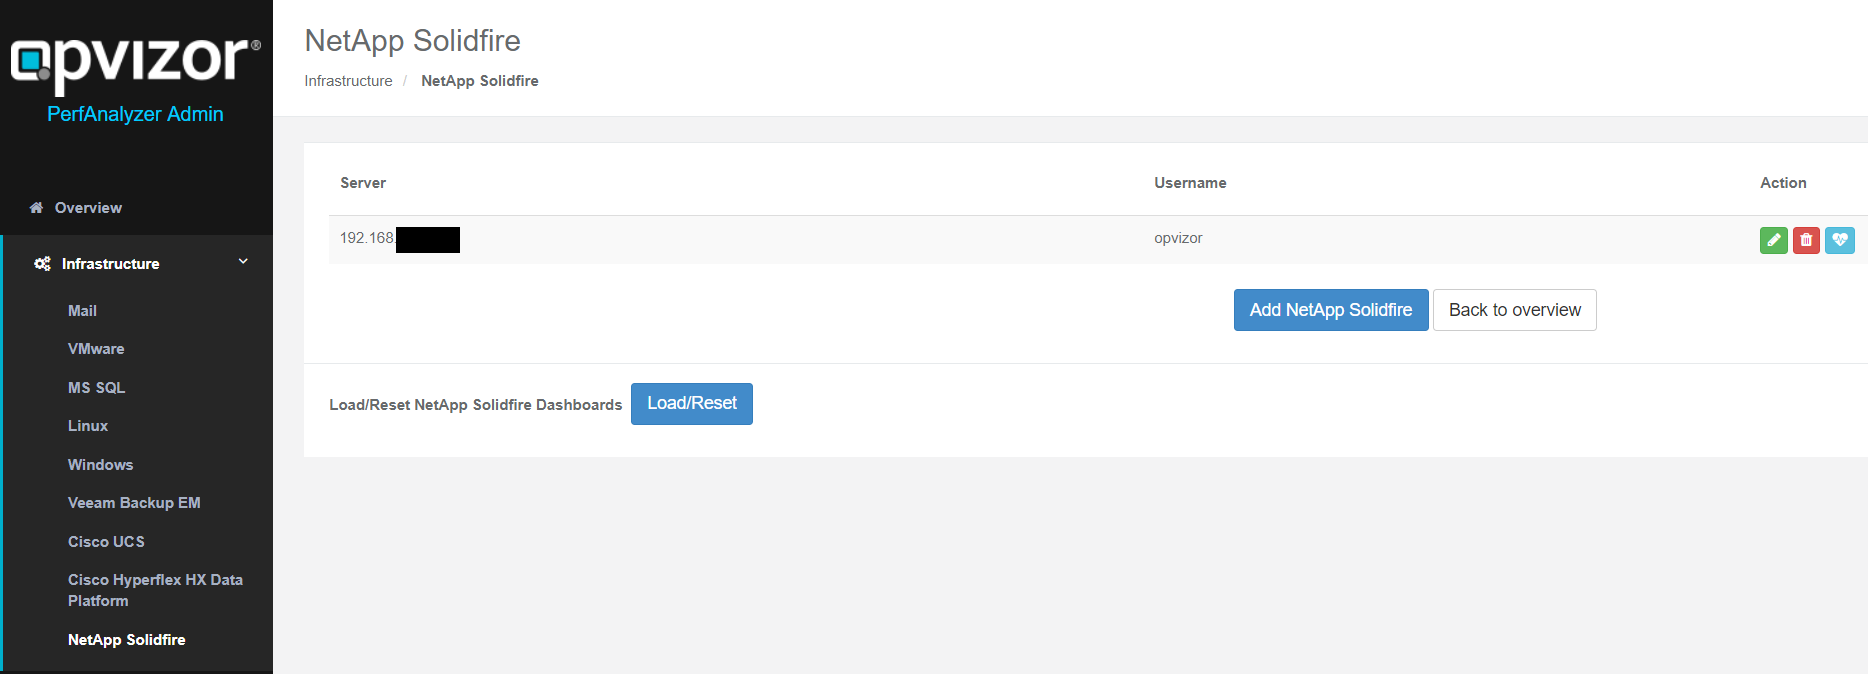 opvizor®
PerfAnalyzer Admin
Overview
Infrastructure
Mail
VMware
MS SQL
Linux
Windows
Veeam Backup EM
Cisco UCS
Cisco Hyperflex HX Data
Platform
NetApp Solidfire
NetApp Solidfire
Infrastructure / NetApp Solidfire
Server Username Action
192.168. opvizor
Add NetApp Solidfire Back to overview
Load/Reset NetApp Solidfire Dashboards Load/Reset